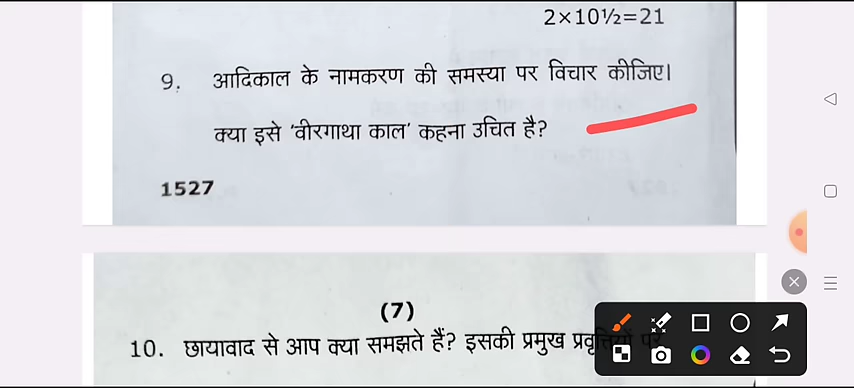 2×10½=21
9. आदिकाल के नामकरण की समस्या पर विचार कीजिए।
क्या इसे 'वीरगाथा काल' कहना उचित है?
1527
(7)
10. छायावाद से आप क्या समझते हैं? इसकी प्रमुख प्रवृत्तियों पर